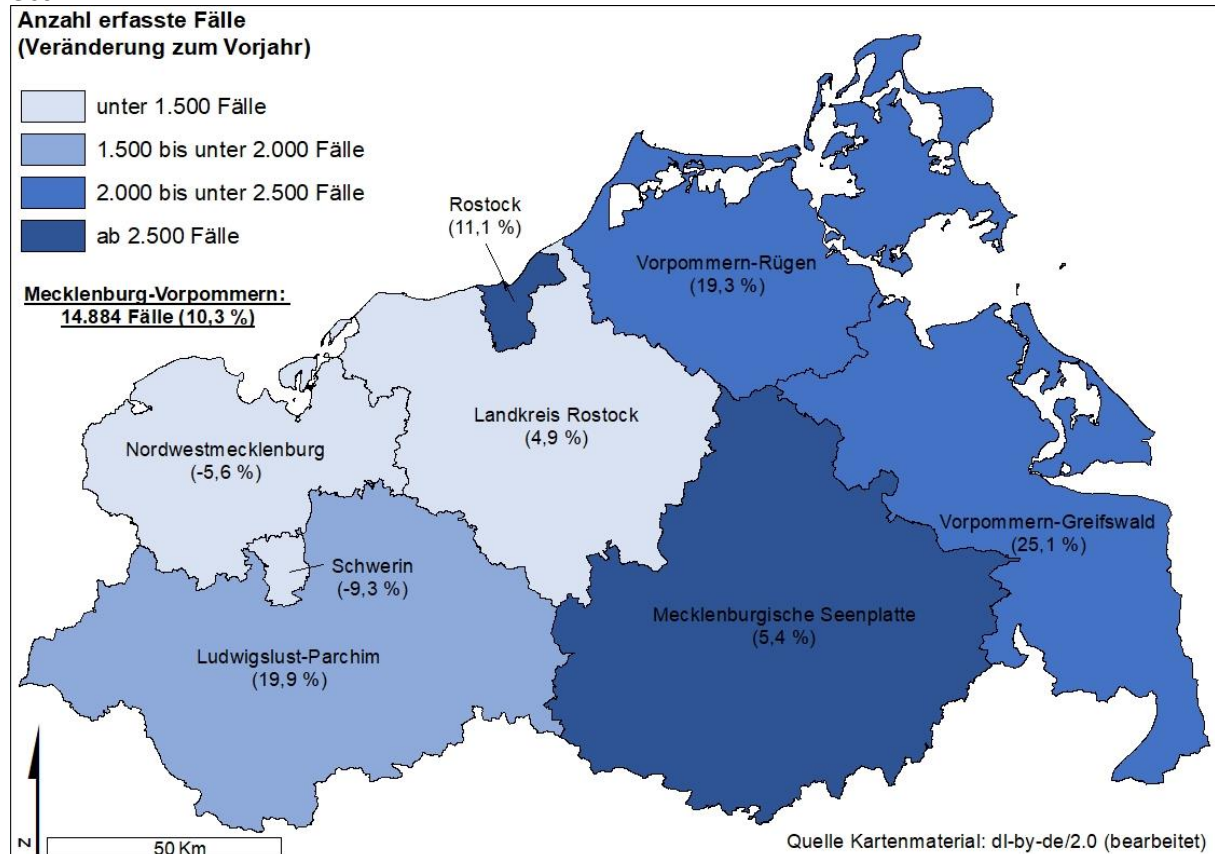 Anzahl erfasste Fälle
(Veränderung zum Vorjahr)
unter 1.500 Fälle
1.500 bis unter 2.000 Fälle
2.000 bis unter 2.500 Fälle
ab 2.500 Fälle
Mecklenburg-Vorpommern:
14.884 Fälle (10,3 %)
Rostock
(11,1 %)
Vorpommern-Rügen
(19,3 %)
Landkreis Rostock
(4,9 %)
Nordwestmecklenburg
(-5,6 %)
Schwerin
(-9,3 %)
Vorpommern-Greifswald
(25,1 %)
Mecklenburgische Seenplatte
(5,4 %)
Ludwigslust-Parchim
(19,9 %)
N
50 Km
Quelle Kartenmaterial: dl-by-de/2.0 (bearbeitet)